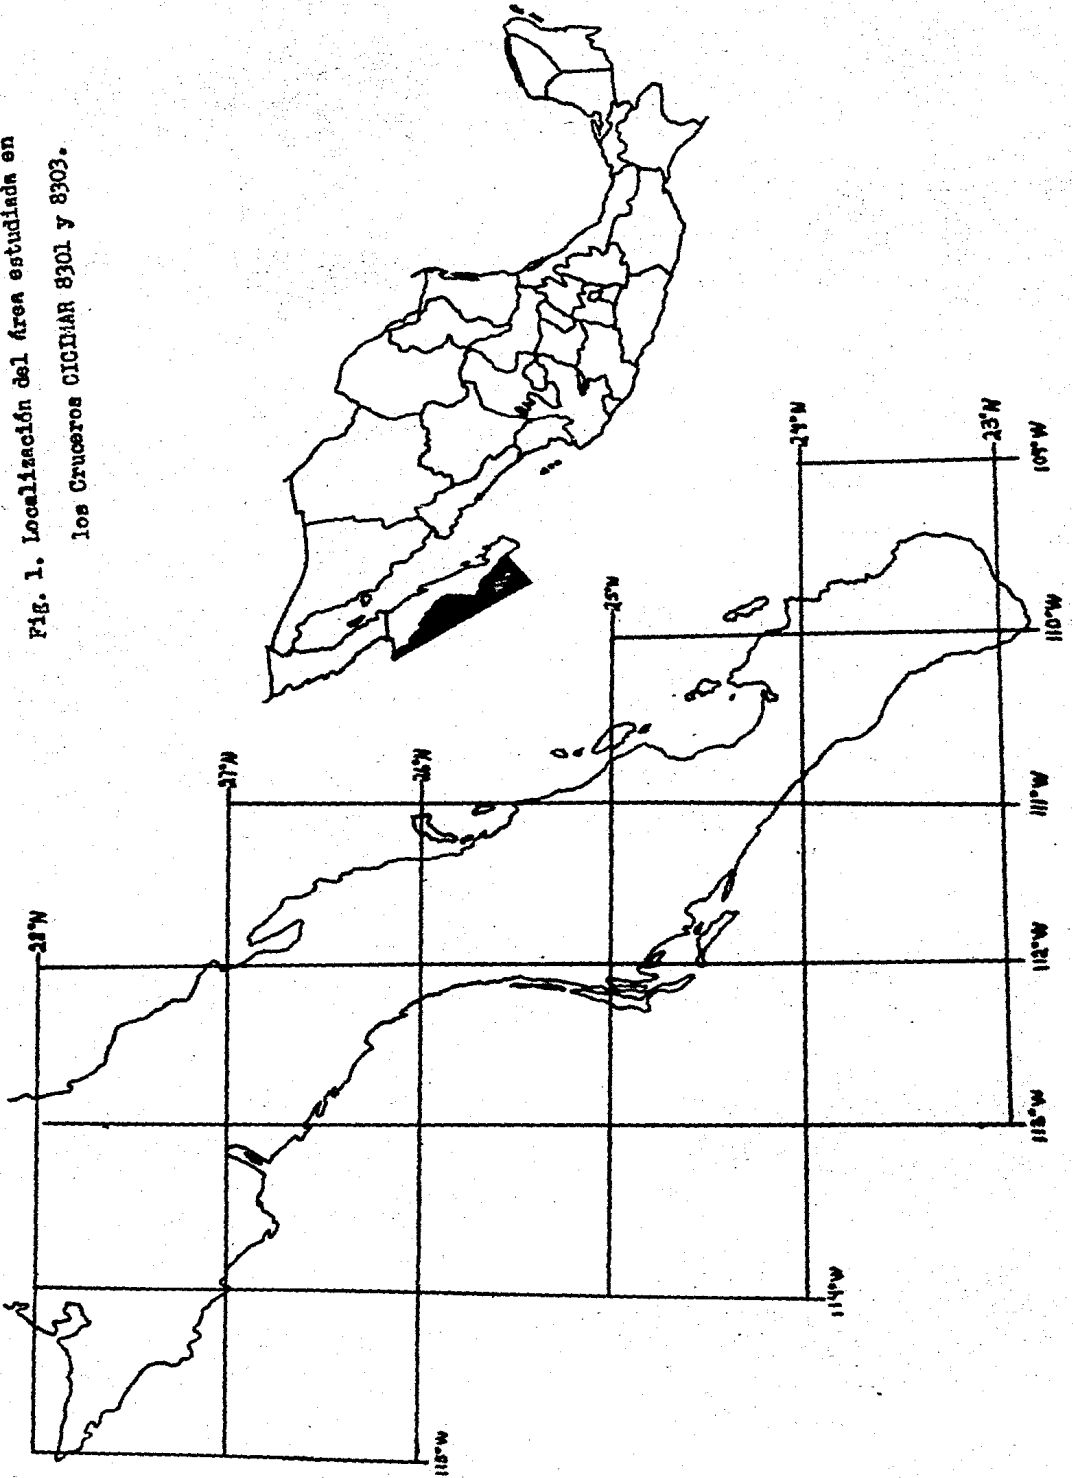 Fig. 1. Localización del área estudiada en
los Cruceros CICIMAR 8301 y 8303.
28°N
27°N
26°N
25°N
24°N
23°N
115°W
114°W
113°W
112°W
111°W
110°W
109°W